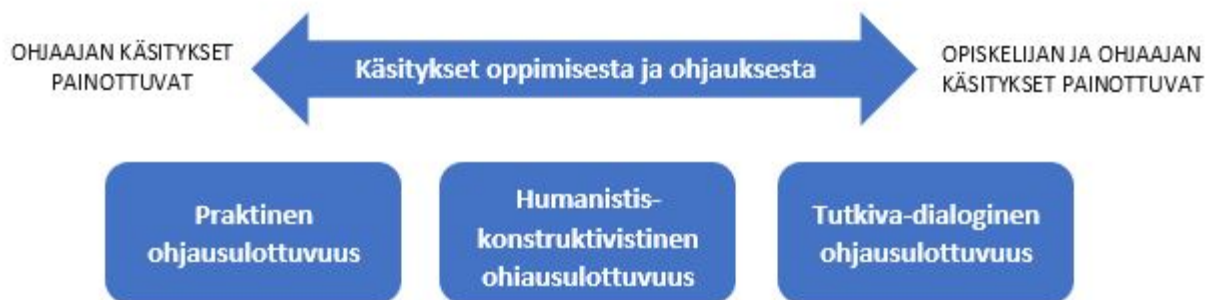 OHJAAJAN KÄSITYKSET
PAINOTTUVAT
Käsitykset oppimisesta ja ohjauksesta
OPISKELIJAN JA OHJAAJAN
KÄSITYKSET PAINOTTUVAT
Praktinen
ohjausulottuvuus
Humanistis-
konstruktivistinen
ohiausulottuvuus
Tutkiva-dialoginen
ohjausulottuvuus